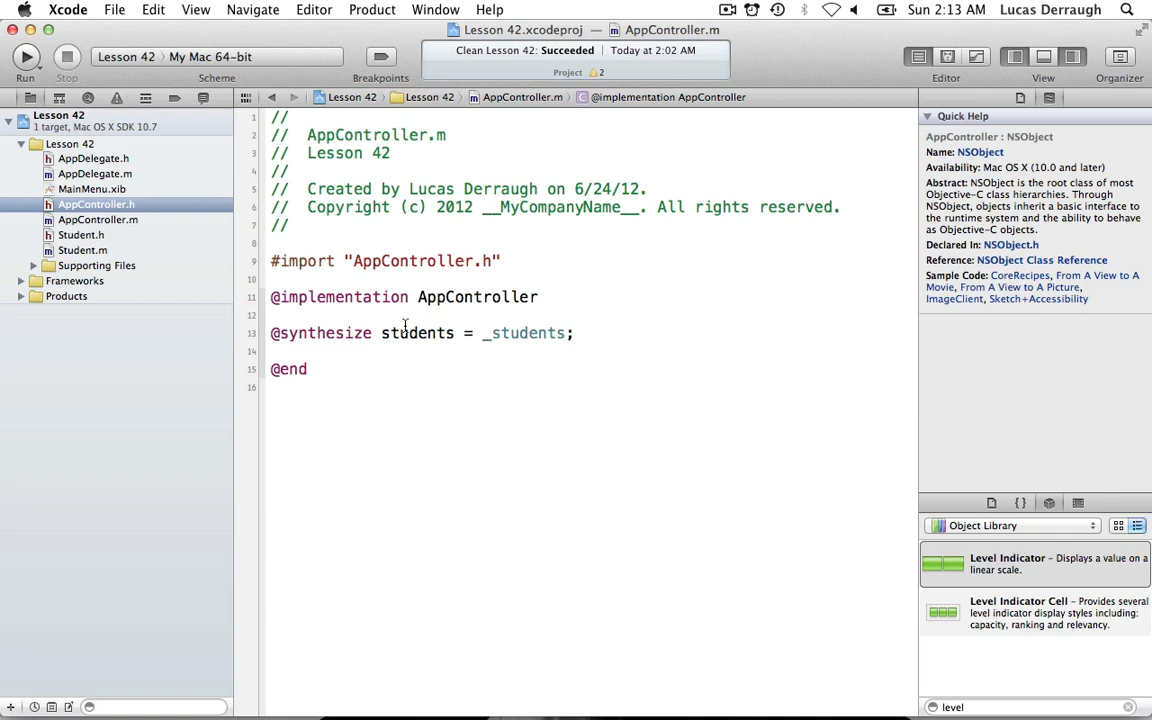 Xcode File Edit View Navigate Editor Product Window Help Sun 2:13 AM Lucas Derraugh
Lesson 42.xcodeproj — AppController.m
Run Stop Lesson 42 My Mac 64-bit Scheme Breakpoints
Clean Lesson 42: Succeeded Today at 2:02 AM
Project 2
Editor View Organizer
Lesson 42 Lesson 42 AppController.m @implementation AppController
Lesson 42
1 target, Mac OS X SDK 10.7
Lesson 42
AppDelegate.h
AppDelegate.m
MainMenu.xib
AppController.h
AppController.m
Student.h
Student.m
Supporting Files
Frameworks
Products
1 //
2 // AppController.m
3 // Lesson 42
4 //
5 // Created by Lucas Derraugh on 6/24/12.
6 // Copyright (c) 2012 __MyCompanyName__. All rights reserved.
7 //
8
9 #import "AppController.h"
10
11 @implementation AppController
12
13 @synthesize students = _students;
14
15 @end
16
Quick Help
AppController : NSObject
Name: NSObject
Availability: Mac OS X (10.0 and later)
Abstract: NSObject is the root class of most
Objective-C class hierarchies. Through
NSObject, objects inherit a basic interface to
the runtime system and the ability to behave
as Objective-C objects.
Declared In: NSObject.h
Reference: NSObject Class Reference
Sample Code: CoreRecipes, From A View to A
Movie, From A View to A Picture,
ImageClient, Sketch+Accessibility
{}
Object Library
Level Indicator – Displays a value on a
linear scale.
Level Indicator Cell – Provides several
level indicator display styles including:
capacity, ranking and relevancy.
level